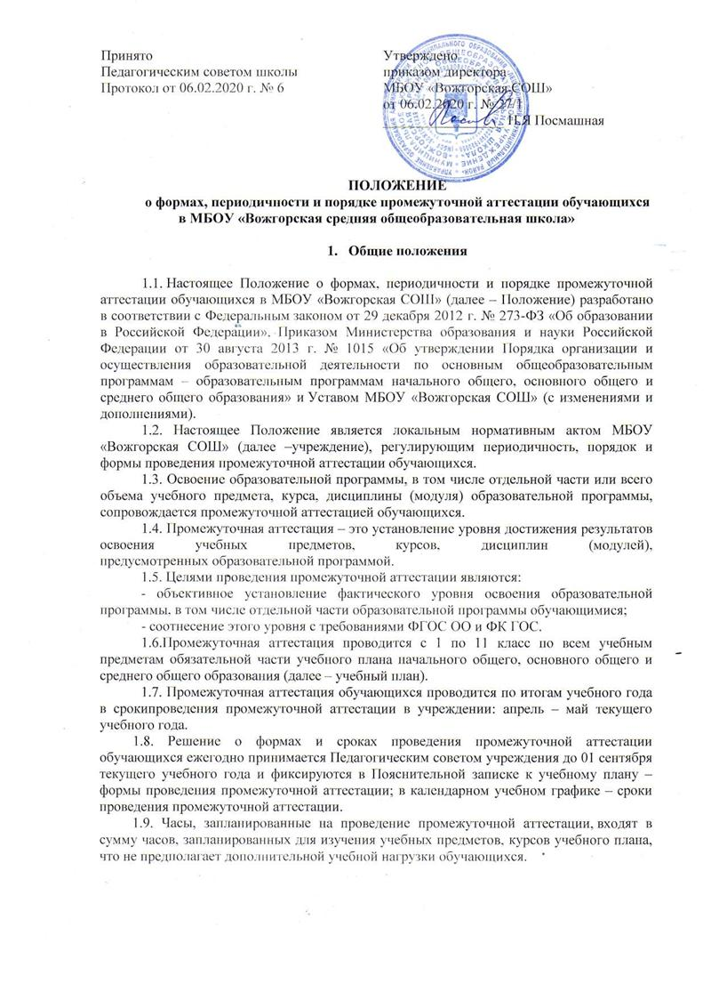 Принято
Педагогическим советом школы
Протокол от 06.02.2020 г. № 6
Утверждено
приказом директора
МБОУ «Вожгорская СОШ»
от 06.02.2020 г. № 27/1
Посмашная
ПОЛОЖЕНИЕ
о формах, периодичности и порядке промежуточной аттестации обучающихся
в МБОУ «Вожгорская средняя общеобразовательная школа»
1. Общие положения
1.1. Настоящее Положение о формах, периодичности и порядке промежуточной
аттестации обучающихся в МБОУ «Вожгорская СОШ» (далее – Положение) разработано
в соответствии с Федеральным законом от 29 декабря 2012 г. № 273-ФЗ «Об образовании
в Российской Федерации», Приказом Министерства образования и науки Российской
Федерации от 30 августа 2013 г. № 1015 «Об утверждении Порядка организации и
осуществления образовательной деятельности по основным общеобразовательным
программам – образовательным программам начального общего, основного общего и
среднего общего образования» и Уставом МБОУ «Вожгорская СОШ» (с изменениями и
дополнениями).
1.2. Настоящее Положение является локальным нормативным актом МБОУ
«Вожгорская СОШ» (далее –учреждение), регулирующим периодичность, порядок и
формы проведения промежуточной аттестации обучающихся.
1.3. Освоение образовательной программы, в том числе отдельной части или всего
объема учебного предмета, курса, дисциплины (модуля) образовательной программы,
сопровождается промежуточной аттестацией обучающихся.
1.4. Промежуточная аттестация – это установление уровня достижения результатов
освоения учебных предметов, курсов, дисциплин (модулей),
предусмотренных образовательной программой.
1.5. Целями проведения промежуточной аттестации являются:
- объективное установление фактического уровня освоения образовательной
программы, в том числе отдельной части образовательной программы обучающимися;
- соотнесение этого уровня с требованиями ФГОС ОО и ФК ГОС.
1.6.Промежуточная аттестация проводится с 1 по 11 класс по всем учебным
предметам обязательной части учебного плана начального общего, основного общего и
среднего общего образования (далее – учебный план).
1.7. Промежуточная аттестация обучающихся проводится по итогам учебного года
в срокипроведения промежуточной аттестации в учреждении: апрель – май текущего
учебного года.
1.8. Решение о формах и сроках проведения промежуточной аттестации
обучающихся ежегодно принимается Педагогическим советом учреждения до 01 сентября
текущего учебного года и фиксируются в Пояснительной записке к учебному плану –
формы проведения промежуточной аттестации; в календарном учебном графике – сроки
проведения промежуточной аттестации.
1.9. Часы, запланированные на проведение промежуточной аттестации, входят в
сумму часов, запланированных для изучения учебных предметов, курсов учебного плана,
что не предполагает дополнительной учебной нагрузки обучающихся.